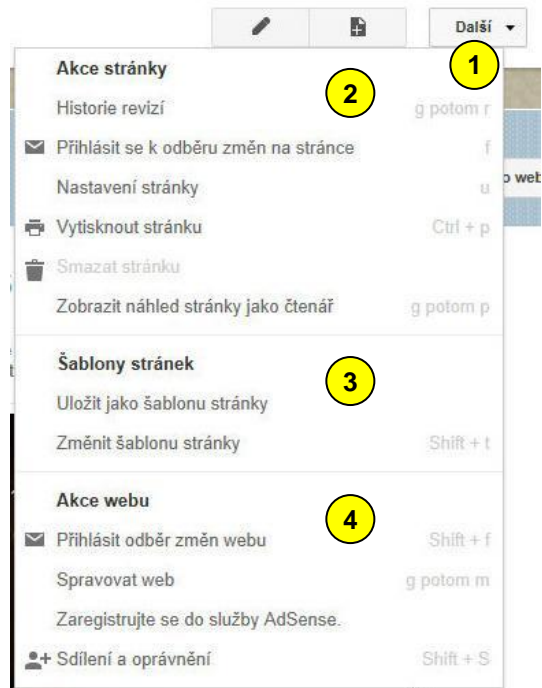 Další
1
Akce stránky
2
Historie revizí g potom r
Přihlásit se k odběru změn na stránce f
Nastavení stránky u
o web
Vytisknout stránku Ctrl + p
Smazat stránku
Zobrazit náhled stránky jako čtenář g potom p
Šablony stránek
3
Uložit jako šablonu stránky
Změnit šablonu stránky Shift + t
Akce webu
4
Přihlásit odběr změn webu Shift + f
Spravovat web g potom m
Zaregistrujte se do služby AdSense.
Sdílení a oprávnění Shift + S